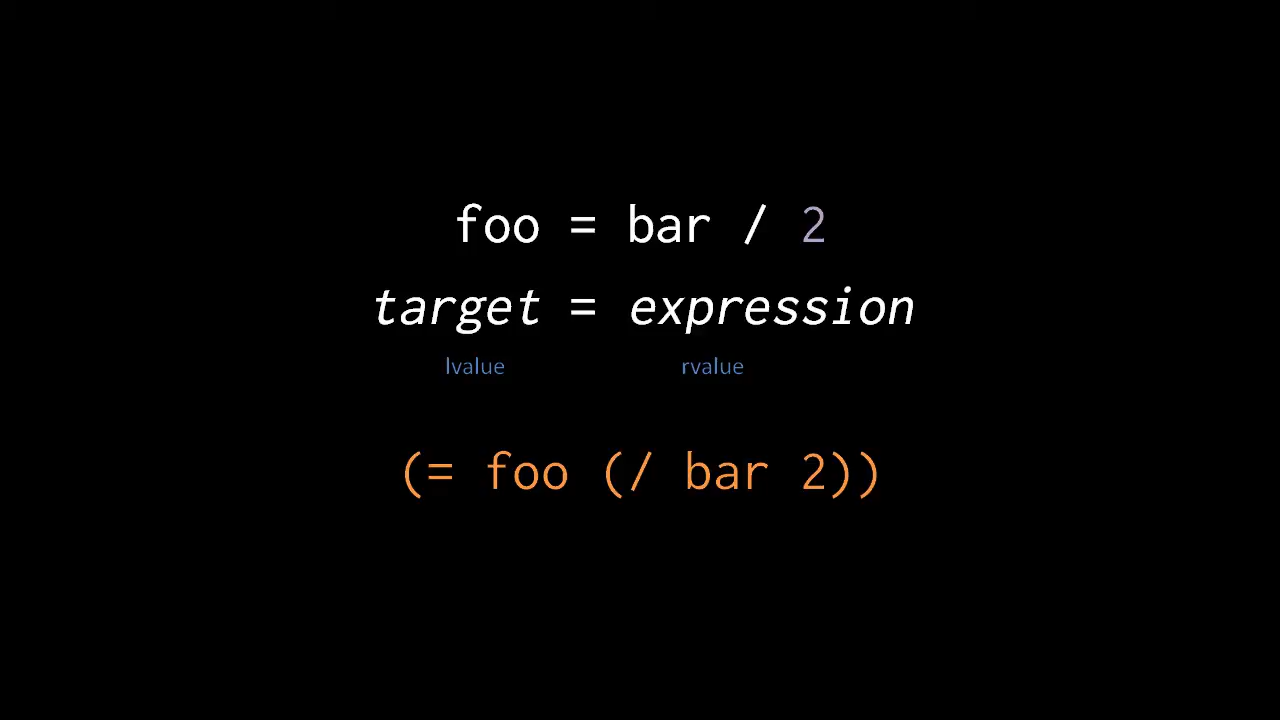 foo = bar / 2
target = expression
lvalue rvalue
(= foo (/ bar 2))